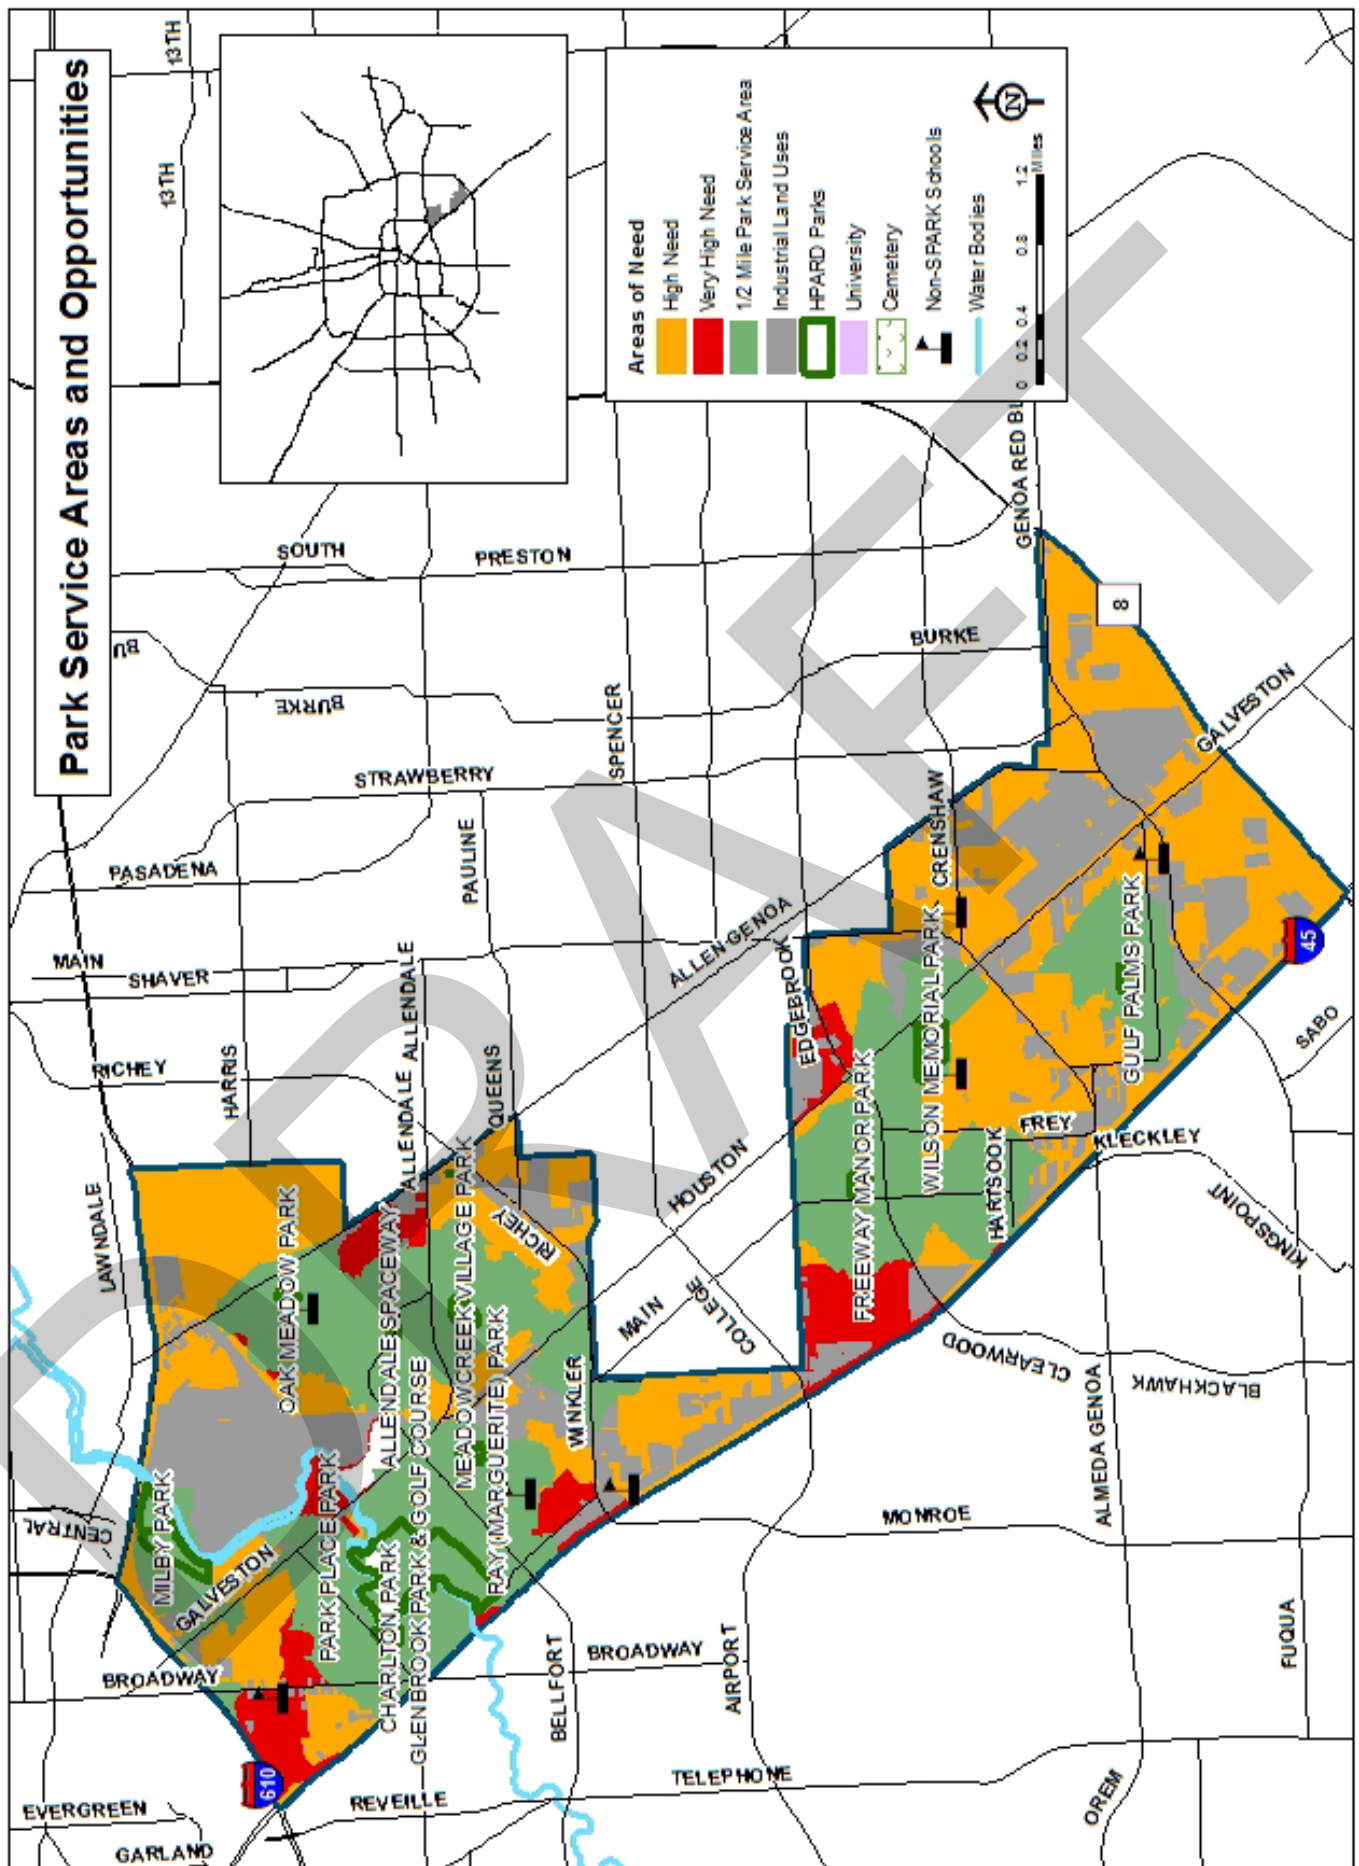 Park Service Areas and Opportunities
Areas of Need
High Need
Very High Need
1/2 Mile Park Service Area
Industrial Land Uses
HPARD Parks
University
Cemetery
Non-SPARK Schools
Water Bodies
0 0.2 0.4 0.8 1.2
Miles
N
DRAFT
13TH
13TH
SOUTH
PRESTON
BU
BURKE
BURKE
STRAWBERRY
SPENCER
PASADENA
PAULINE
MAIN
SHAVER
RICHEY
HARRIS
ALLENDALE
ALLENDALE
QUEENS
ALLEN GENOA
EDGEBROOK
CRENSHAW
GENOA RED BL
8
GALVESTON
45
SABO
LAWNDALE
OAK MEADOW PARK
ALLENDALE SPACEWAY
MEADOWCREEK VILLAGE PARK
RICHEY
HOUSTON
MAIN
COLLEGE
WINKLER
FREEWAY MANOR PARK
WILSON MEMORIAL PARK
GULF PALMS PARK
HARTSOOK
FREY
KLECKLEY
KINGSPOINT
CLEARWOOD
BLACKHAWK
ALMEDA GENOA
CENTRAL
MILBY PARK
GALVESTON
PARK PLACE PARK
CHARLTON PARK
GLENBROOK PARK & GOLF COURSE
RAY (MARGUERITE) PARK
BROADWAY
BROADWAY
BELLFORT
AIRPORT
MONROE
FUQUA
610
EVERGREEN
GARLAND
REVEILLE
TELEPHONE
OREM